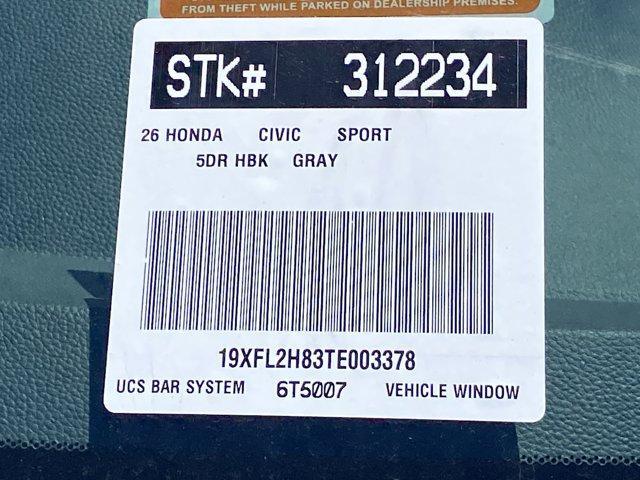 FROM THEFT WHILE PARKED ON DEALERSHIP PREMISES.
STK# 312234
26 HONDA CIVIC SPORT
5DR HBK GRAY
19XFL2H83TE003378
UCS BAR SYSTEM 6T5007 VEHICLE WINDOW